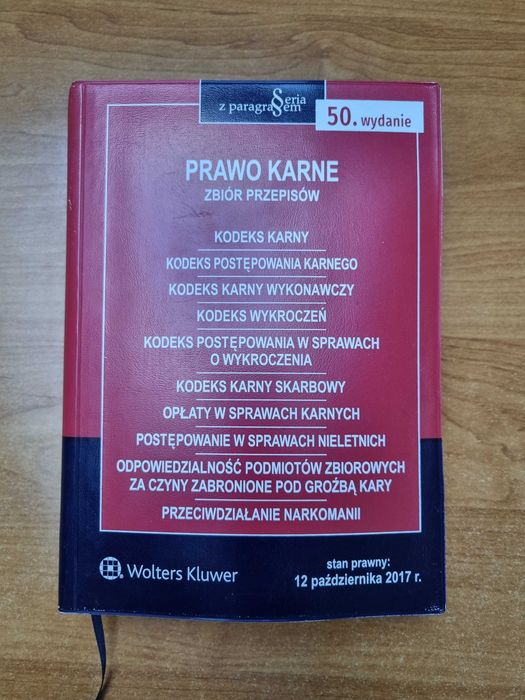 Seria
z paragrafem
50. wydanie
PRAWO KARNE
ZBIÓR PRZEPISÓW
KODEKS KARNY
KODEKS POSTĘPOWANIA KARNEGO
KODEKS KARNY WYKONAWCZY
KODEKS WYKROCZEŃ
KODEKS POSTĘPOWANIA W SPRAWACH
O WYKROCZENIA
KODEKS KARNY SKARBOWY
OPŁATY W SPRAWACH KARNYCH
POSTĘPOWANIE W SPRAWACH NIELETNICH
ODPOWIEDZIALNOŚĆ PODMIOTÓW ZBIOROWYCH
ZA CZYNY ZABRONIONE POD GROŹBĄ KARY
PRZECIWDZIAŁANIE NARKOMANII
Wolters Kluwer
stan prawny:
12 października 2017 r.